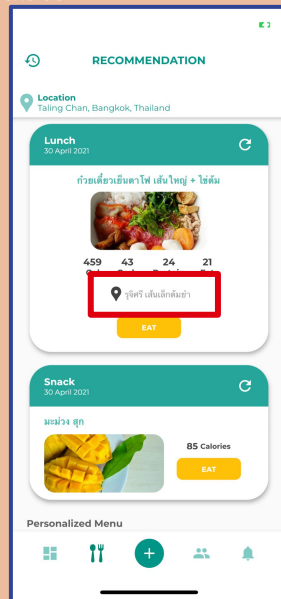 RECOMMENDATION
Location
Taling Chan, Bangkok, Thailand
Lunch
30 April 2021
ก๋วยเตี๋ยวเย็นตาโฟ เส้นใหญ่ + ไข่ต้ม
459 43 24 21
รุจิศรี เส้นเล็กต้มยำ
EAT
Snack
30 April 2021
มะม่วง สุก
85 Calories
EAT
Personalized Menu